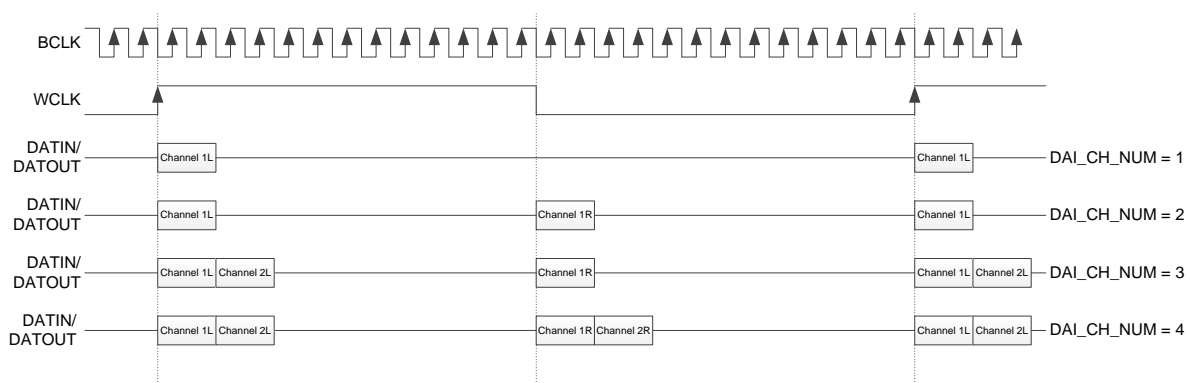 BCLK
WCLK
DATIN/
DATOUT
Channel 1L
Channel 1L
DAI_CH_NUM = 1
DATIN/
DATOUT
Channel 1L
Channel 1R
Channel 1L
DAI_CH_NUM = 2
DATIN/
DATOUT
Channel 1L
Channel 2L
Channel 1R
Channel 1L
Channel 2L
DAI_CH_NUM = 3
DATIN/
DATOUT
Channel 1L
Channel 2L
Channel 1R
Channel 2R
Channel 1L
Channel 2L
DAI_CH_NUM = 4